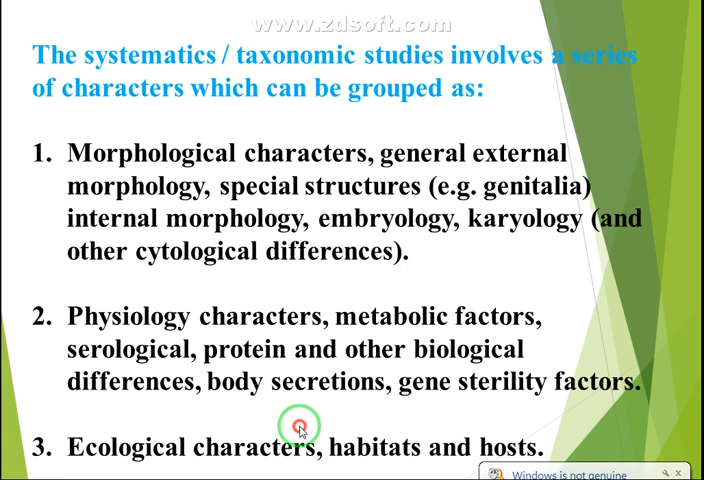 www.zdsoft.com
The systematics / taxonomic studies involves a series
of characters which can be grouped as:
1. Morphological characters, general external
morphology, special structures (e.g. genitalia)
internal morphology, embryology, karyology (and
other cytological differences).
2. Physiology characters, metabolic factors,
serological, protein and other biological
differences, body secretions, gene sterility factors.
3. Ecological characters, habitats and hosts.
Windows is not genuine